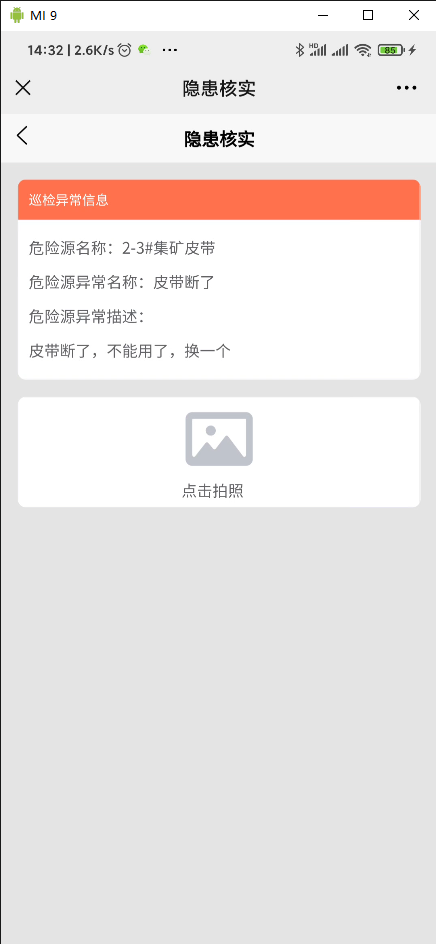 MI 9
14:32 | 2.6K/s
HD
85
隐患核实
隐患核实
巡检异常信息
危险源名称：2-3#集矿皮带
危险源异常名称：皮带断了
危险源异常描述：
皮带断了，不能用了，换一个
点击拍照